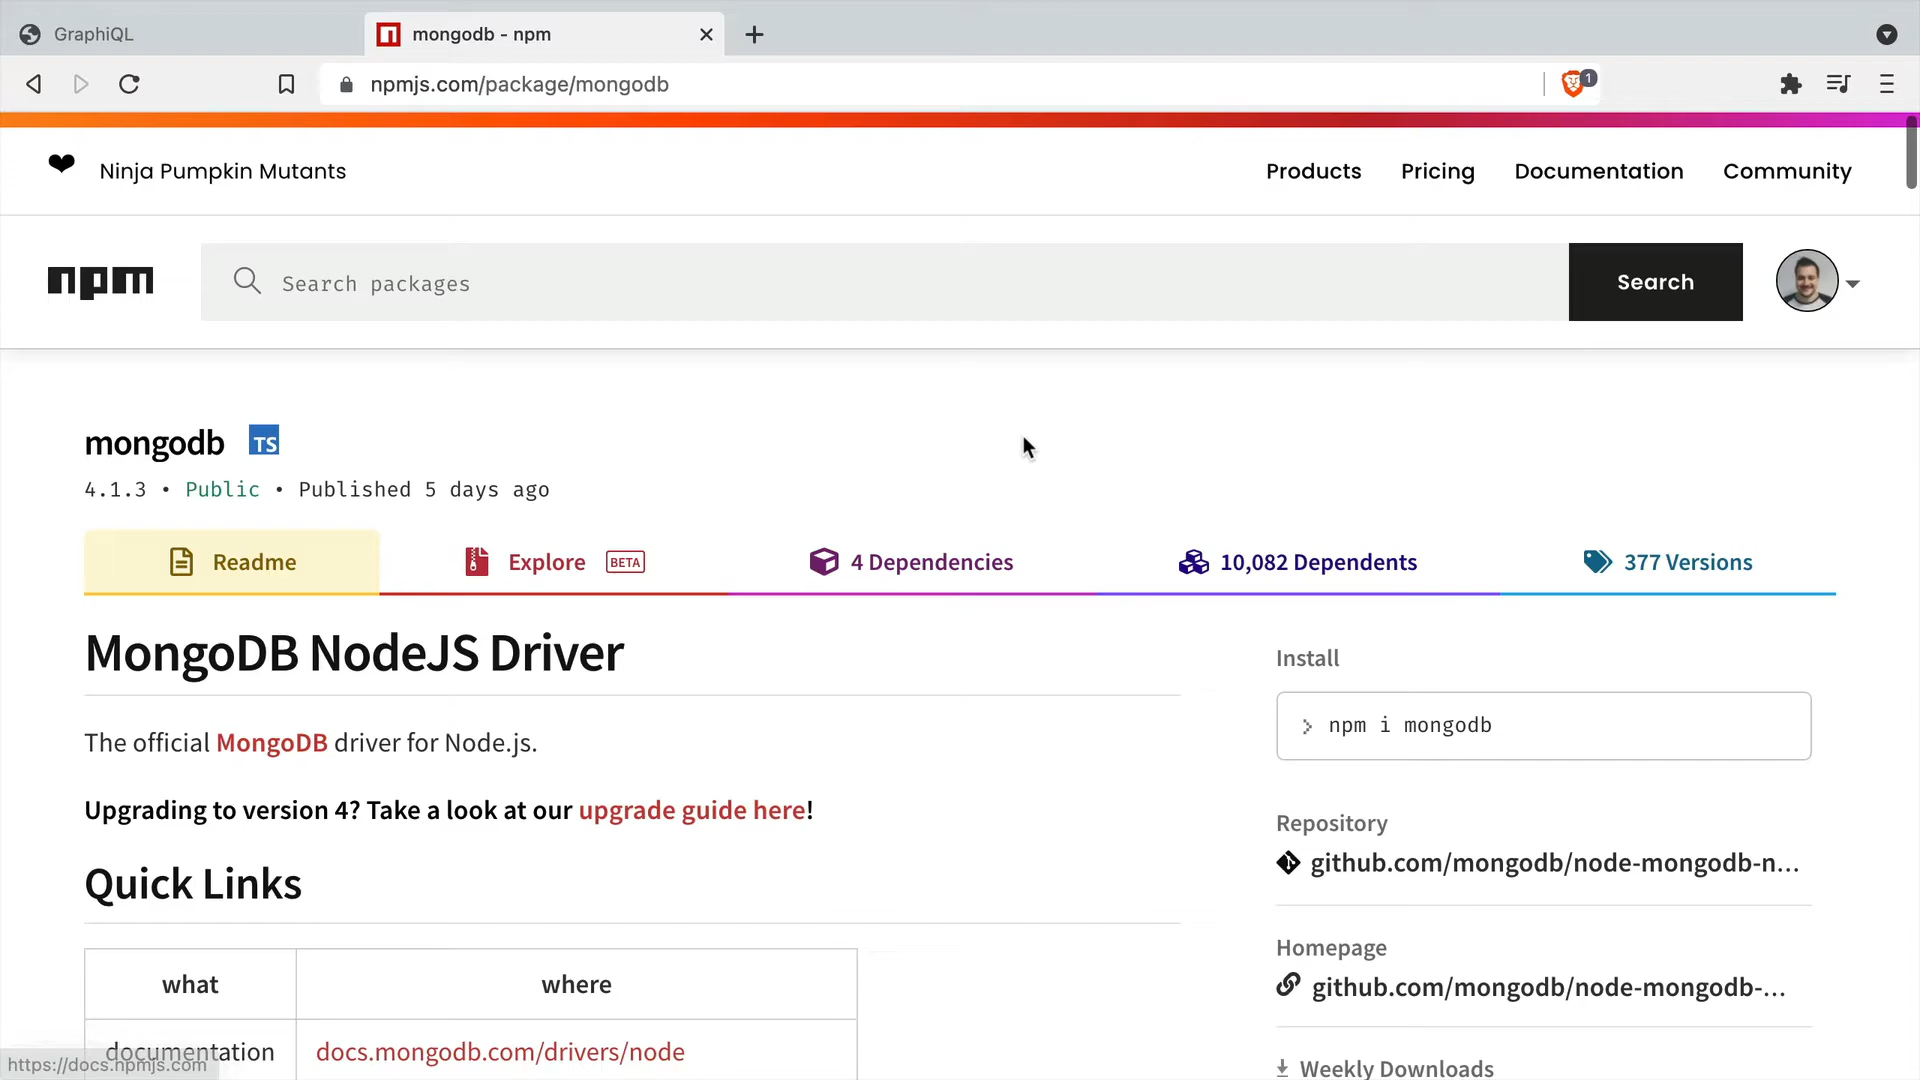 GraphiQL
mongodb - npm
npmjs.com/package/mongodb
1
Ninja Pumpkin Mutants
Products
Pricing
Documentation
Community
npm
Search packages
Search
mongodb TS
4.1.3 • Public • Published 5 days ago
Readme
Explore BETA
4 Dependencies
10,082 Dependents
377 Versions
MongoDB NodeJS Driver
The official MongoDB driver for Node.js.
Upgrading to version 4? Take a look at our upgrade guide here!
Quick Links
what
where
documentation
docs.mongodb.com/drivers/node
Install
npm i mongodb
Repository
github.com/mongodb/node-mongodb-n...
Homepage
github.com/mongodb/node-mongodb-...
Weekly Downloads
https://docs.npmjs.com